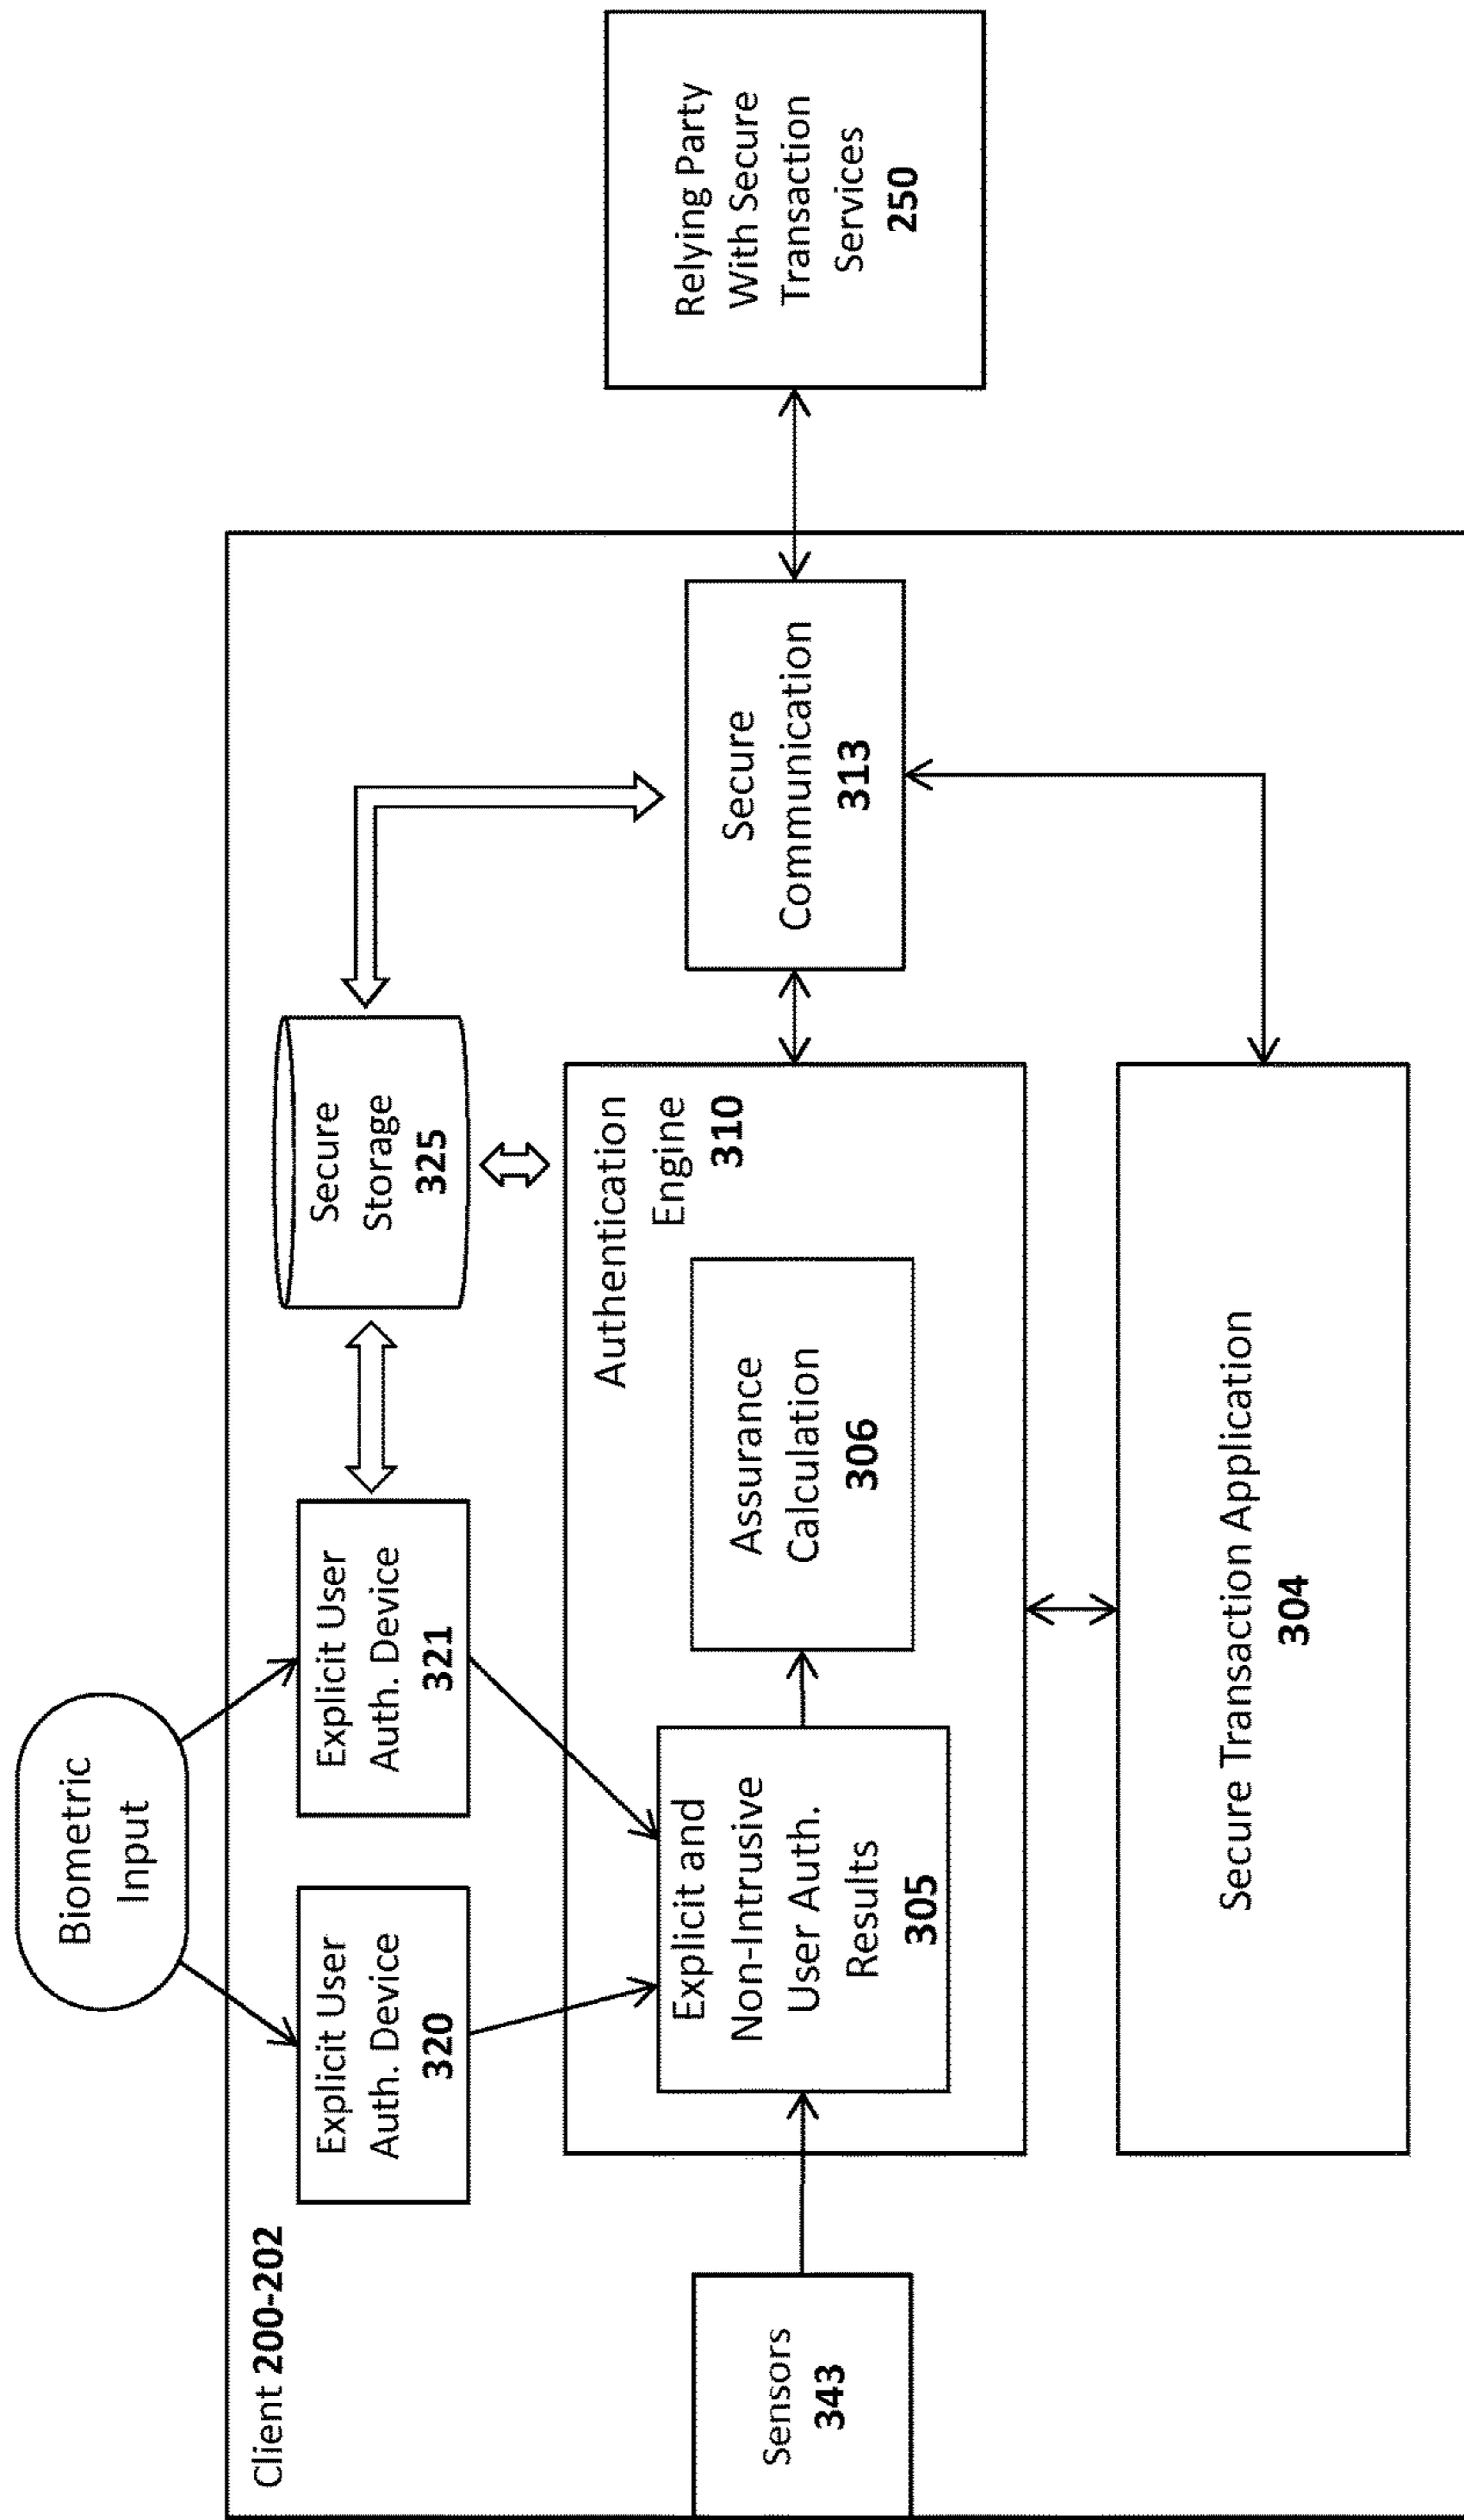 Biometric
Input
Client 200-202
Explicit User
Auth. Device
320
Explicit User
Auth. Device
321
Secure
Storage
325
Sensors
343
Authentication
Engine
310
Explicit and
Non-Intrusive
User Auth.
Results
305
Assurance
Calculation
306
Secure
Communication
313
Relying Party
With Secure
Transaction
Services
250
Secure Transaction Application
304